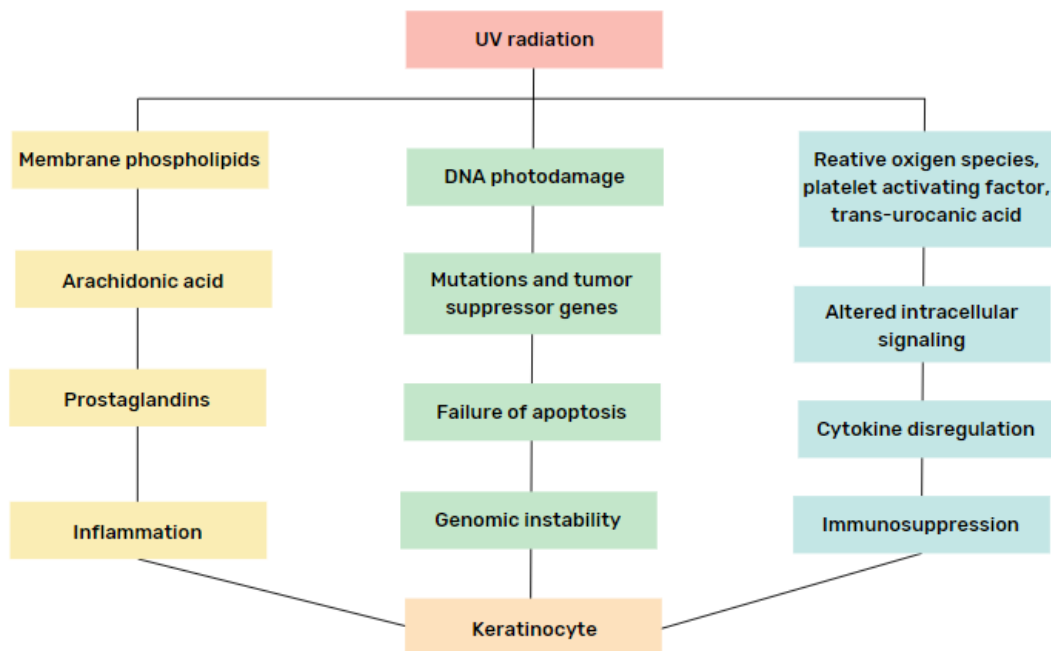 UV radiation
Membrane phospholipids
Arachidonic acid
Prostaglandins
Inflammation
DNA photodamage
Mutations and tumor
suppressor genes
Failure of apoptosis
Genomic instability
Reative oxigen species,
platelet activating factor,
trans-urocanic acid
Altered intracellular
signaling
Cytokine disregulation
Immunosuppression
Keratinocyte